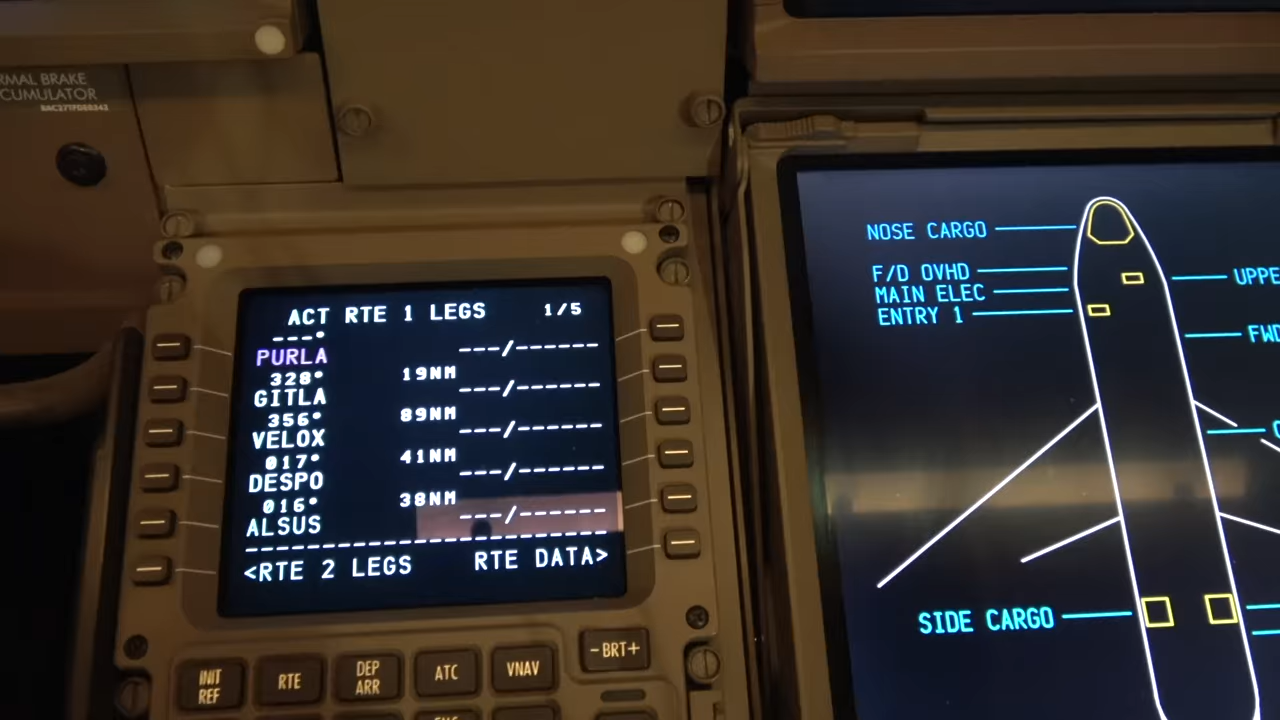 RMAL BRAKE
CUMULATOR
ACT RTE 1 LEGS 1/5
---°
PURLA ---/------
328° 19NM
GITLA ---/------
356° 89NM
VELOX ---/------
017° 41NM
DESPO ---/------
016° 38NM
ALSUS ---/------
<RTE 2 LEGS RTE DATA>
INIT REF
RTE
DEP ARR
ATC
VNAV
-BRT+
NOSE CARGO
F/D OVHD
MAIN ELEC
ENTRY 1
UPPE
FWD
SIDE CARGO